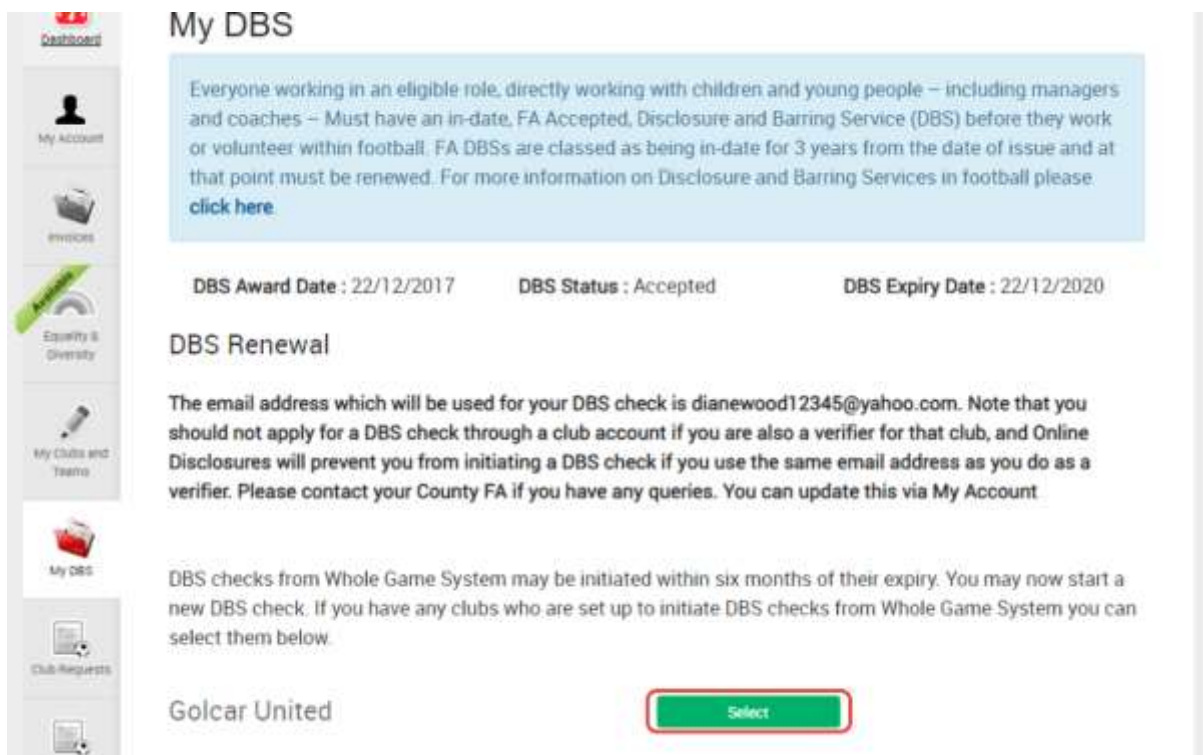 My DBS
Dashboard
Everyone working in an eligible role, directly working with children and young people – including managers
and coaches – Must have an in-date, FA Accepted, Disclosure and Barring Service (DBS) before they work
or volunteer within football. FA DBSs are classed as being in-date for 3 years from the date of issue and at
that point must be renewed. For more information on Disclosure and Barring Services in football please
click here
My Account
Invoices
DBS Award Date : 22/12/2017 DBS Status : Accepted DBS Expiry Date : 22/12/2020
Available
Equality &
Diversity
DBS Renewal
The email address which will be used for your DBS check is dianewood12345@yahoo.com. Note that you
should not apply for a DBS check through a club account if you are also a verifier for that club, and Online
Disclosures will prevent you from initiating a DBS check if you use the same email address as you do as a
verifier. Please contact your County FA if you have any queries. You can update this via My Account
My Clubs and
Teams
My DBS
DBS checks from Whole Game System may be initiated within six months of their expiry. You may now start a
new DBS check. If you have any clubs who are set up to initiate DBS checks from Whole Game System you can
select them below.
Club Requests
Golcar United Select